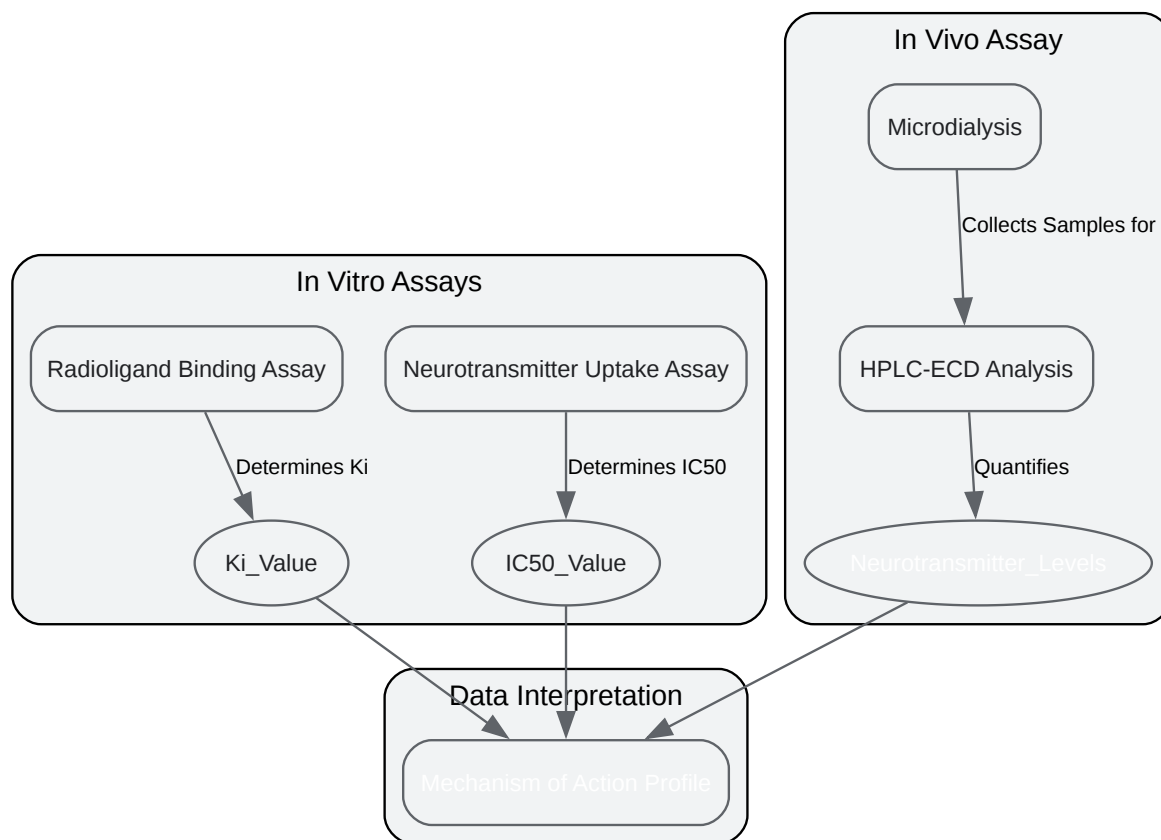 In Vivo Assay
Microdialysis
Collects Samples for
In Vitro Assays
Radioligand Binding Assay
Neurotransmitter Uptake Assay
HPLC-ECD Analysis
Determines Ki
Determines IC50
Quantifies
Ki_Value
IC50_Value
Neurotransmitter_Levels
Data Interpretation
Mechanism of Action Profile